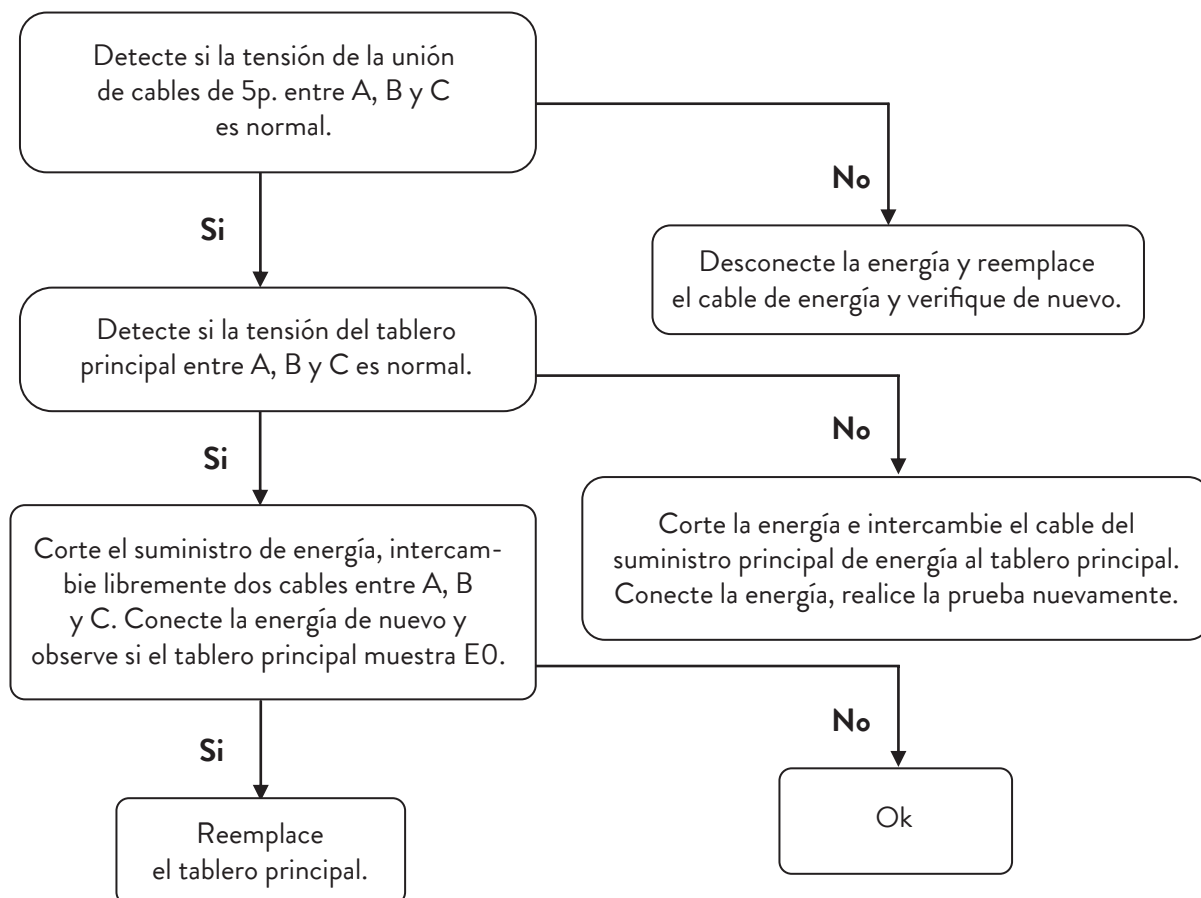 Detecte si la tensión de la unión
de cables de 5p. entre A, B y C
es normal.
No
Si
Desconecte la energía y reemplace
el cable de energía y verifique de nuevo.
Detecte si la tensión del tablero
principal entre A, B y C es normal.
No
Si
Corte la energía e intercambie el cable del
suministro principal de energía al tablero principal.
Conecte la energía, realice la prueba nuevamente.
Corte el suministro de energía, intercam-
bie libremente dos cables entre A, B
y C. Conecte la energía de nuevo y
observe si el tablero principal muestra E0.
No
Si
Ok
Reemplace
el tablero principal.